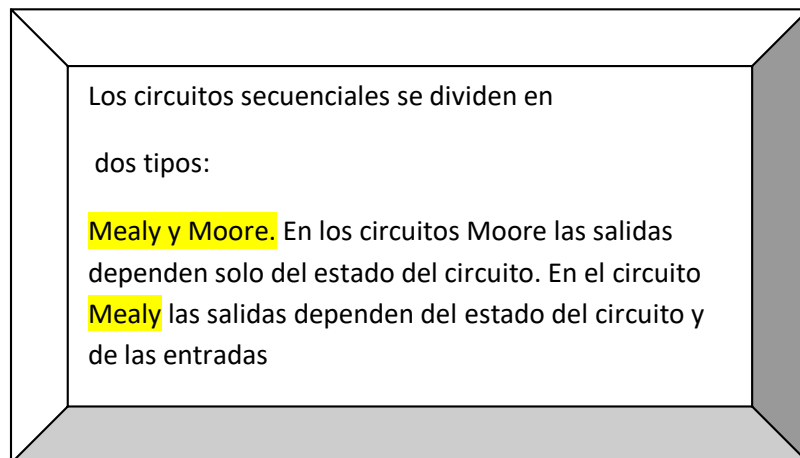 Los circuitos secuenciales se dividen en
dos tipos:
Mealy y Moore. En los circuitos Moore las salidas
dependen solo del estado del circuito. En el circuito
Mealy las salidas dependen del estado del circuito y
de las entradas